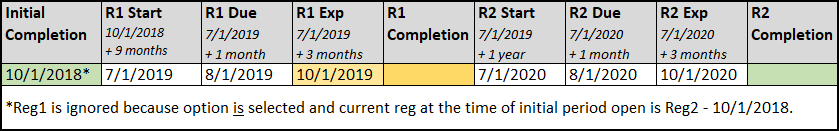 Initial Completion R1 Start R1 Due R1 Exp R1 Completion R2 Start R2 Due R2 Exp R2 Completion
10/1/2018 + 9 months 7/1/2019 + 1 month 7/1/2019 + 3 months 7/1/2019 + 1 year 7/1/2020 + 1 month 7/1/2020 + 3 months
10/1/2018* 7/1/2019 8/1/2019 10/1/2019 7/1/2020 8/1/2020 10/1/2020
*Reg1 is ignored because option is selected and current reg at the time of initial period open is Reg2 - 10/1/2018.